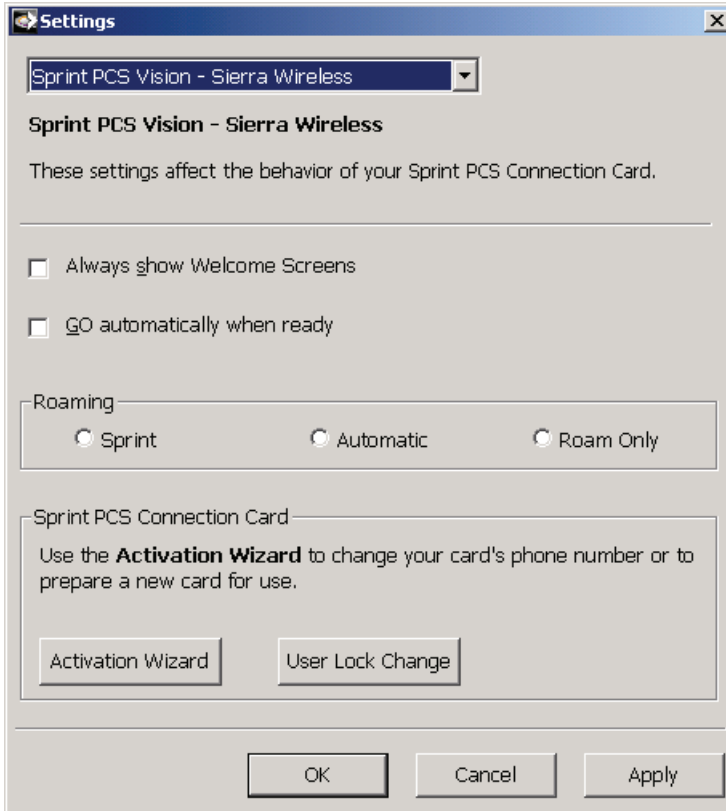 Settings
Sprint PCS Vision - Sierra Wireless
Sprint PCS Vision - Sierra Wireless
These settings affect the behavior of your Sprint PCS Connection Card.
Always show Welcome Screens
GO automatically when ready
Roaming
Sprint Automatic Roam Only
Sprint PCS Connection Card
Use the Activation Wizard to change your card's phone number or to
prepare a new card for use.
Activation Wizard User Lock Change
OK Cancel Apply